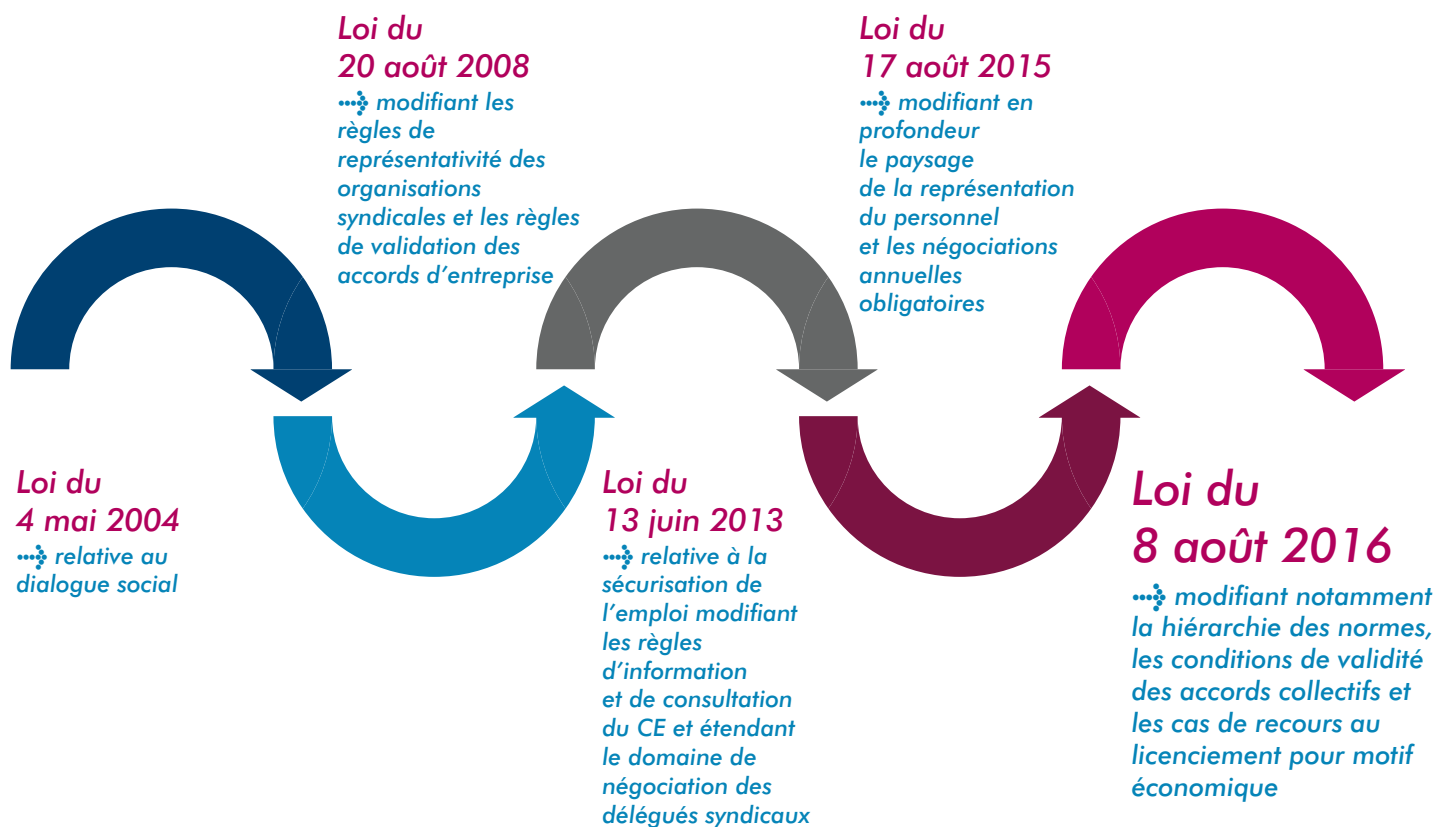 Loi du
4 mai 2004
relative au
dialogue social
Loi du
20 août 2008
modifiant les
règles de
représentativité des
organisations
syndicales et les règles
de validation des
accords d’entreprise
Loi du
13 juin 2013
relative à la
sécurisation de
l’emploi modifiant
les règles
d’information
et de consultation
du CE et étendant
le domaine de
négociation des
délégués syndicaux
Loi du
17 août 2015
modifiant en
profondeur
le paysage
de la représentation
du personnel
et les négociations
annuelles
obligatoires
Loi du
8 août 2016
modifiant notamment
la hiérarchie des normes,
les conditions de validité
des accords collectifs et
les cas de recours au
licenciement pour motif
économique